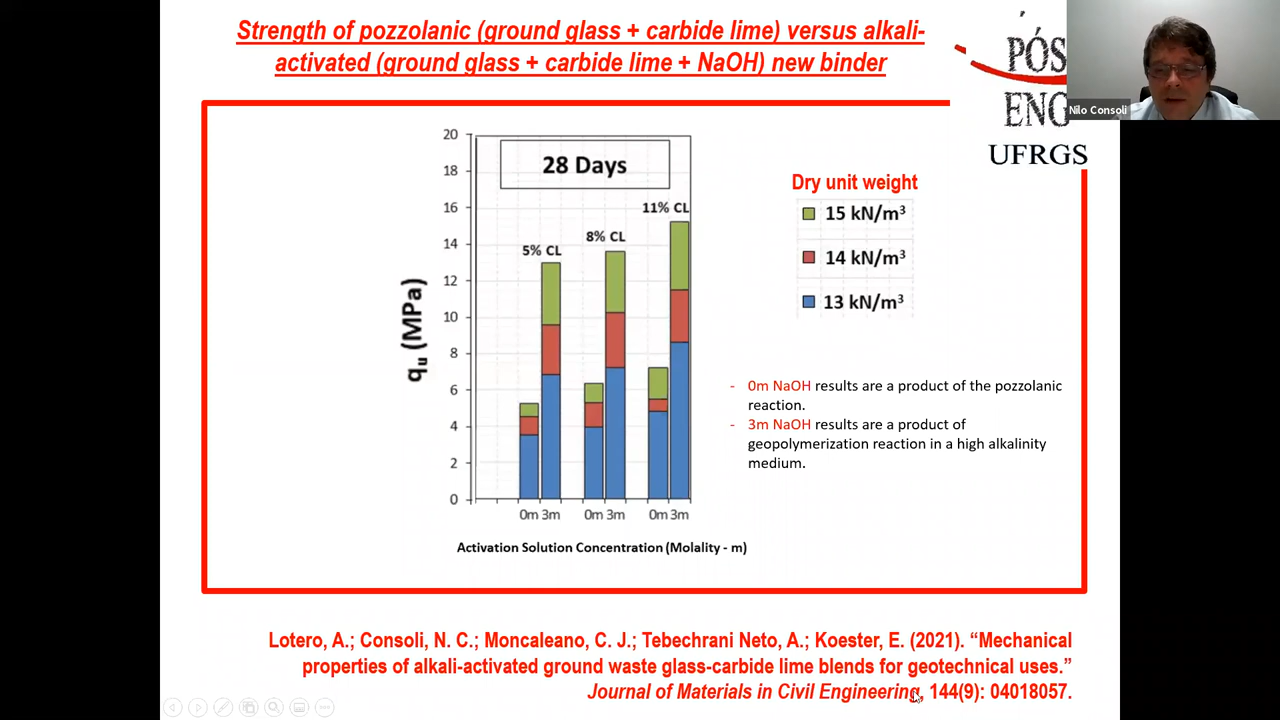 Strength of pozzolanic (ground glass + carbide lime) versus alkali-
activated (ground glass + carbide lime + NaOH) new binder
PÓS
ENG
UFRGS
Nilo Consoli
20
18
16
14
12
10
8
6
4
2
0
qu (MPa)
28 Days
5% CL
8% CL
11% CL
0m 3m
0m 3m
0m 3m
Activation Solution Concentration (Molality - m)
Dry unit weight
15 kN/m³
14 kN/m³
13 kN/m³
- 0m NaOH results are a product of the pozzolanic
reaction.
- 3m NaOH results are a product of
geopolymerization reaction in a high alkalinity
medium.
Lotero, A.; Consoli, N. C.; Moncaleano, C. J.; Tebechrani Neto, A.; Koester, E. (2021). “Mechanical
properties of alkali-activated ground waste glass-carbide lime blends for geotechnical uses.”
Journal of Materials in Civil Engineering, 144(9): 04018057.